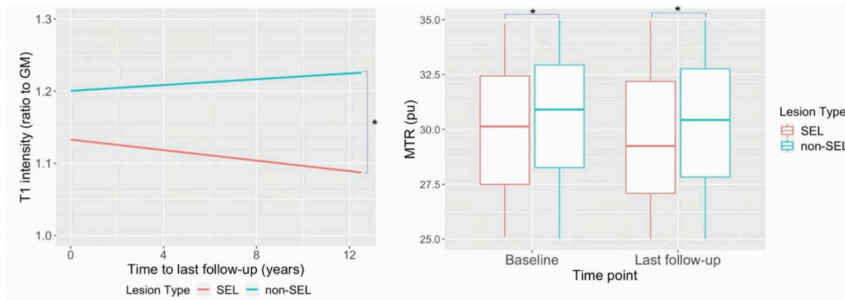 T1 intensity (ratio to GM)
1.3
1.2
1.1
1.0
*
0
4
8
12
Time to last follow-up (years)
Lesion Type SEL non-SEL
MTR (pu)
35.0
32.5
30.0
27.5
25.0
* *
Baseline Last follow-up
Time point
Lesion Type
SEL
non-SEL